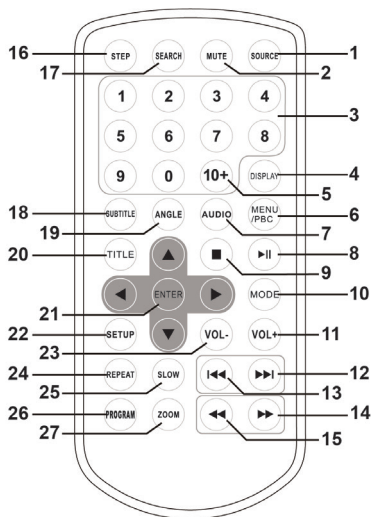 16 STEP SEARCH MUTE SOURCE 1
17 2
1 2 3 4
3
5 6 7 8
9 0 10+ DISPLAY 4
5
18 SUBTITLE ANGLE AUDIO MENU /PBC 6
19 7
20 TITLE 8
9
21 ENTER MODE 10
22 SETUP VOL- VOL+ 11
23
24 REPEAT SLOW 12
25 13
26 PROGRAM ZOOM 14
27 15